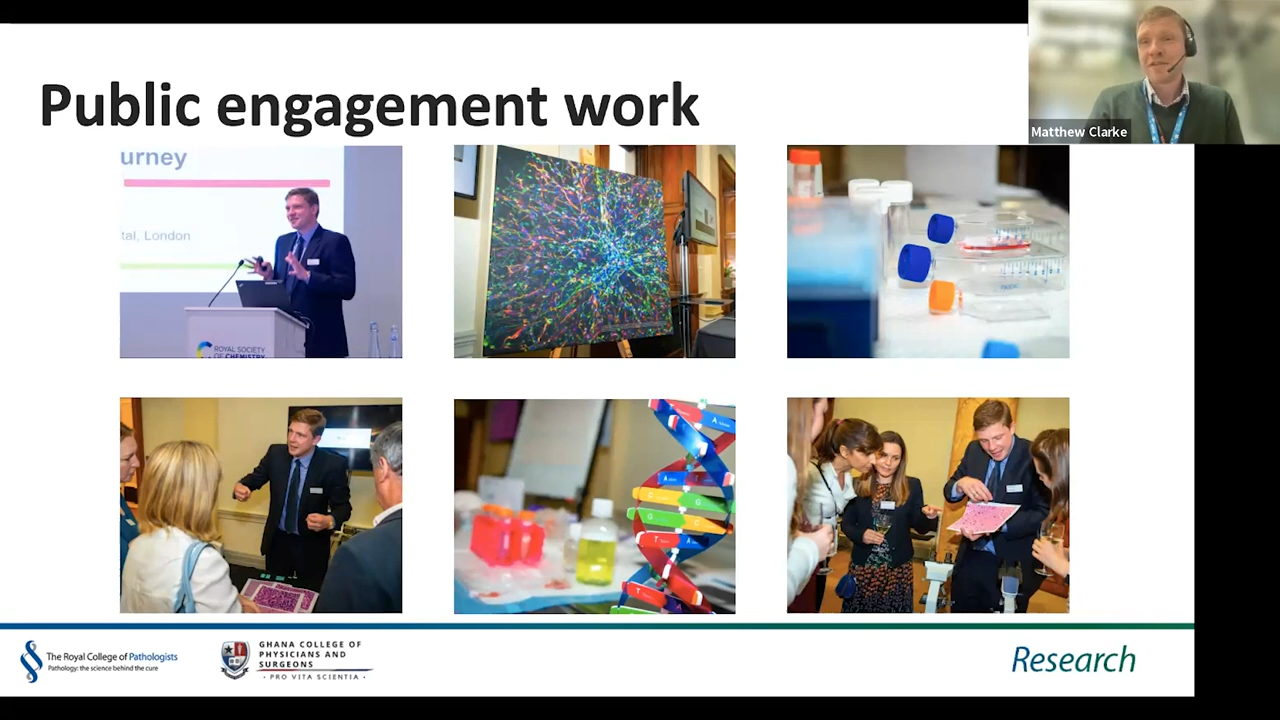 Public engagement work
Matthew Clarke
urney
tal, London
ROYAL SOCIETY
OF CHEMISTRY
A
A
C
G
G
C
T
A
T
The Royal College of Pathologists
Pathology: the science behind the cure
GHANA COLLEGE OF
PHYSICIANS AND
SURGEONS
• PRO VITA SCIENTIA •
Research